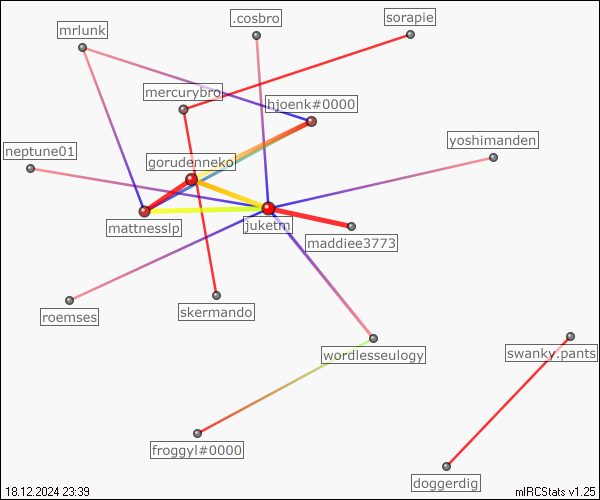 .cosbro
sorapie
mrlunk
mercurybro
hjoenk#0000
yoshimanden
neptune01
gorudenneko
mattnesslp
juketm
maddiee3773
roemses
skermando
wordlesseulogy
swanky.pants
froggyl#0000
doggerdig
18.12.2024 23:39
mIRCStats v1.25